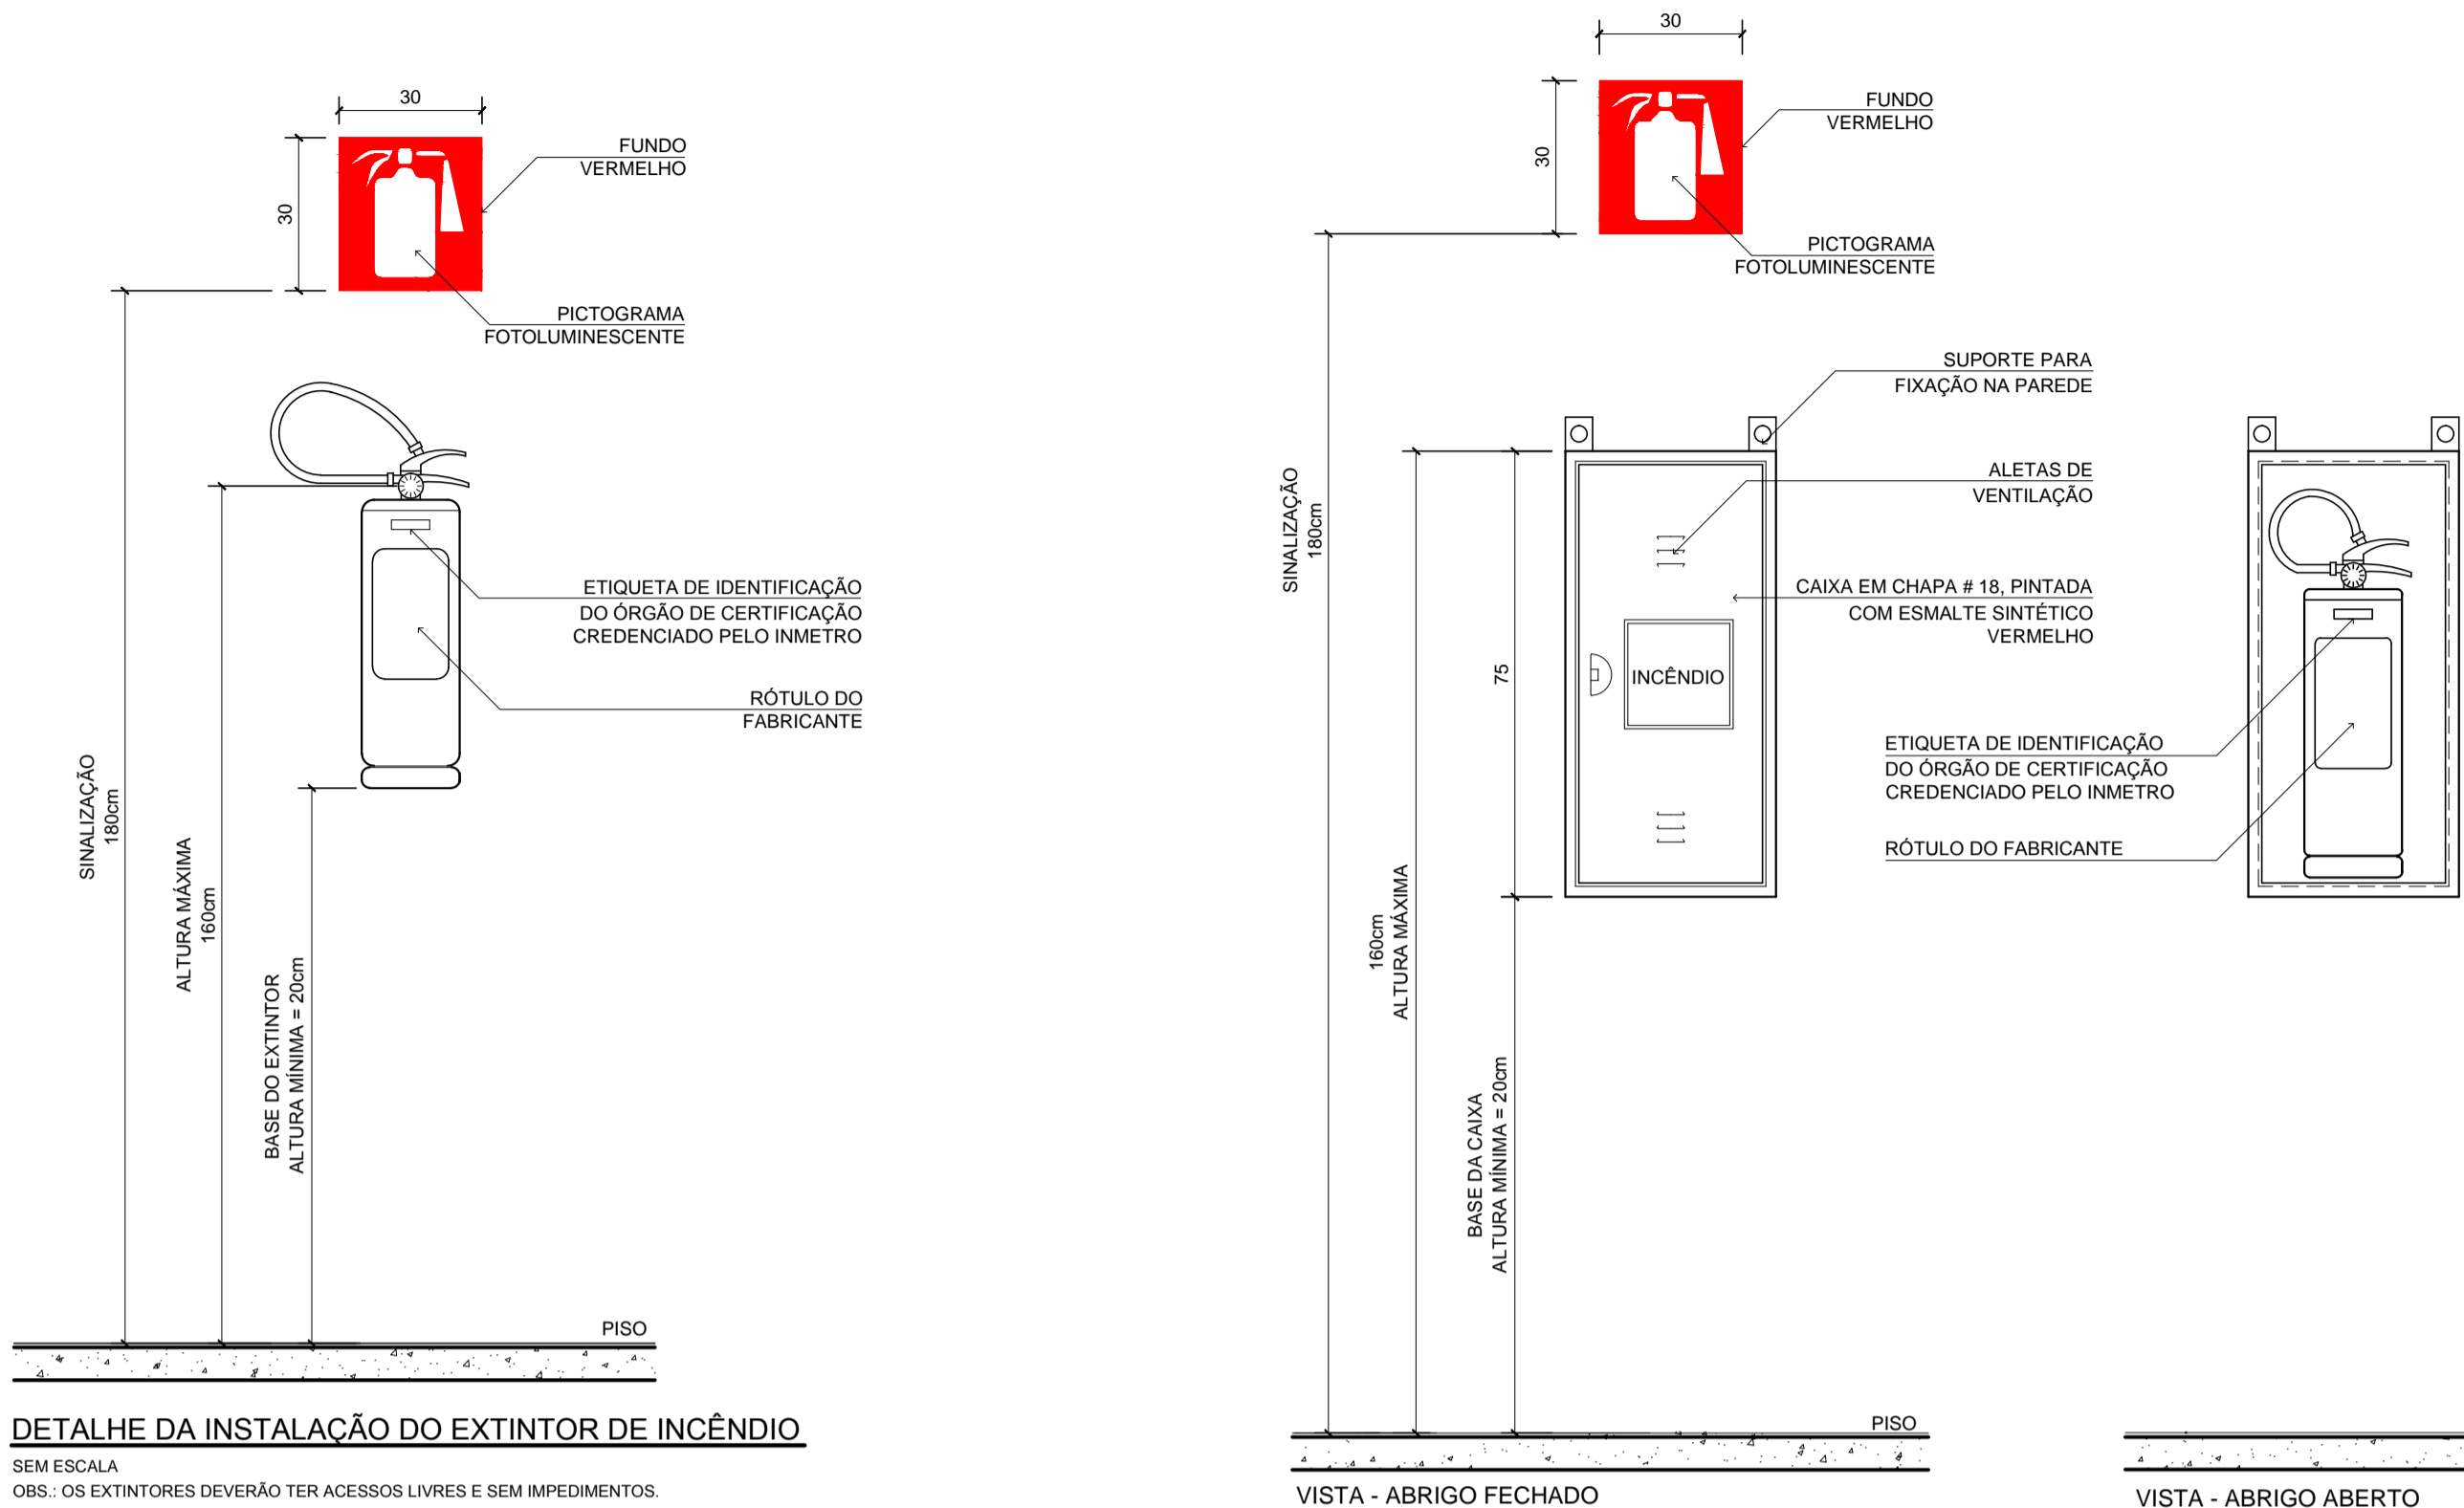 30
30
FUNDO
VERMELHO
PICTOGRAMA
FOTOLUMINESCENTE
ETIQUETA DE IDENTIFICAÇÃO
DO ÓRGÃO DE CERTIFICAÇÃO
CREDENCIADO PELO INMETRO
RÓTULO DO
FABRICANTE
SINALIZAÇÃO
180cm
ALTURA MÁXIMA
160cm
BASE DO EXTINTOR
ALTURA MÍNIMA = 20cm
PISO
DETALHE DA INSTALAÇÃO DO EXTINTOR DE INCÊNDIO
SEM ESCALA
OBS.: OS EXTINTORES DEVERÃO TER ACESSOS LIVRES E SEM IMPEDIMENTOS.
30
30
FUNDO
VERMELHO
PICTOGRAMA
FOTOLUMINESCENTE
SUPORTE PARA
FIXAÇÃO NA PAREDE
ALETAS DE
VENTILAÇÃO
CAIXA EM CHAPA # 18, PINTADA
COM ESMALTE SINTÉTICO
VERMELHO
INCÊNDIO
SINALIZAÇÃO
180cm
160cm
ALTURA MÁXIMA
75
BASE DA CAIXA
ALTURA MÍNIMA = 20cm
PISO
VISTA - ABRIGO FECHADO
ETIQUETA DE IDENTIFICAÇÃO
DO ÓRGÃO DE CERTIFICAÇÃO
CREDENCIADO PELO INMETRO
RÓTULO DO FABRICANTE
VISTA - ABRIGO ABERTO